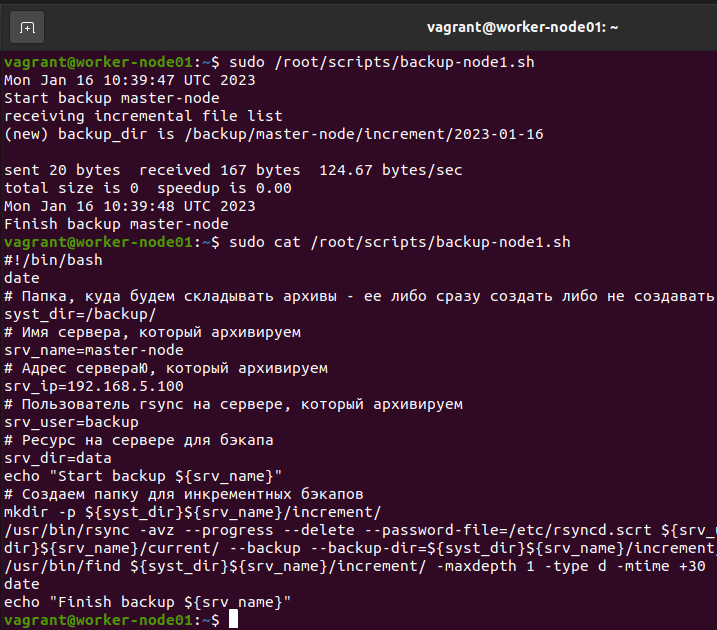 vagrant@worker-node01: ~
vagrant@worker-node01:~$ sudo /root/scripts/backup-node1.sh
Mon Jan 16 10:39:47 UTC 2023
Start backup master-node
receiving incremental file list
(new) backup_dir is /backup/master-node/increment/2023-01-16
sent 20 bytes  received 167 bytes  124.67 bytes/sec
total size is 0  speedup is 0.00
Mon Jan 16 10:39:48 UTC 2023
Finish backup master-node
vagrant@worker-node01:~$ sudo cat /root/scripts/backup-node1.sh
#!/bin/bash
date
# Папка, куда будем складывать архивы - ее либо сразу создать либо не создавать
syst_dir=/backup/
# Имя сервера, который архивируем
srv_name=master-node
# Адрес сервераЮ, который архивируем
srv_ip=192.168.5.100
# Пользователь rsync на сервере, который архивируем
srv_user=backup
# Ресурс на сервере для бэкапа
srv_dir=data
echo "Start backup ${srv_name}"
# Создаем папку для инкрементных бэкапов
mkdir -p ${syst_dir}${srv_name}/increment/
/usr/bin/rsync -avz --progress --delete --password-file=/etc/rsyncd.scrt ${srv_u
dir}${srv_name}/current/ --backup --backup-dir=${syst_dir}${srv_name}/increment/
/usr/bin/find ${syst_dir}${srv_name}/increment/ -maxdepth 1 -type d -mtime +30
date
echo "Finish backup ${srv_name}"
vagrant@worker-node01:~$